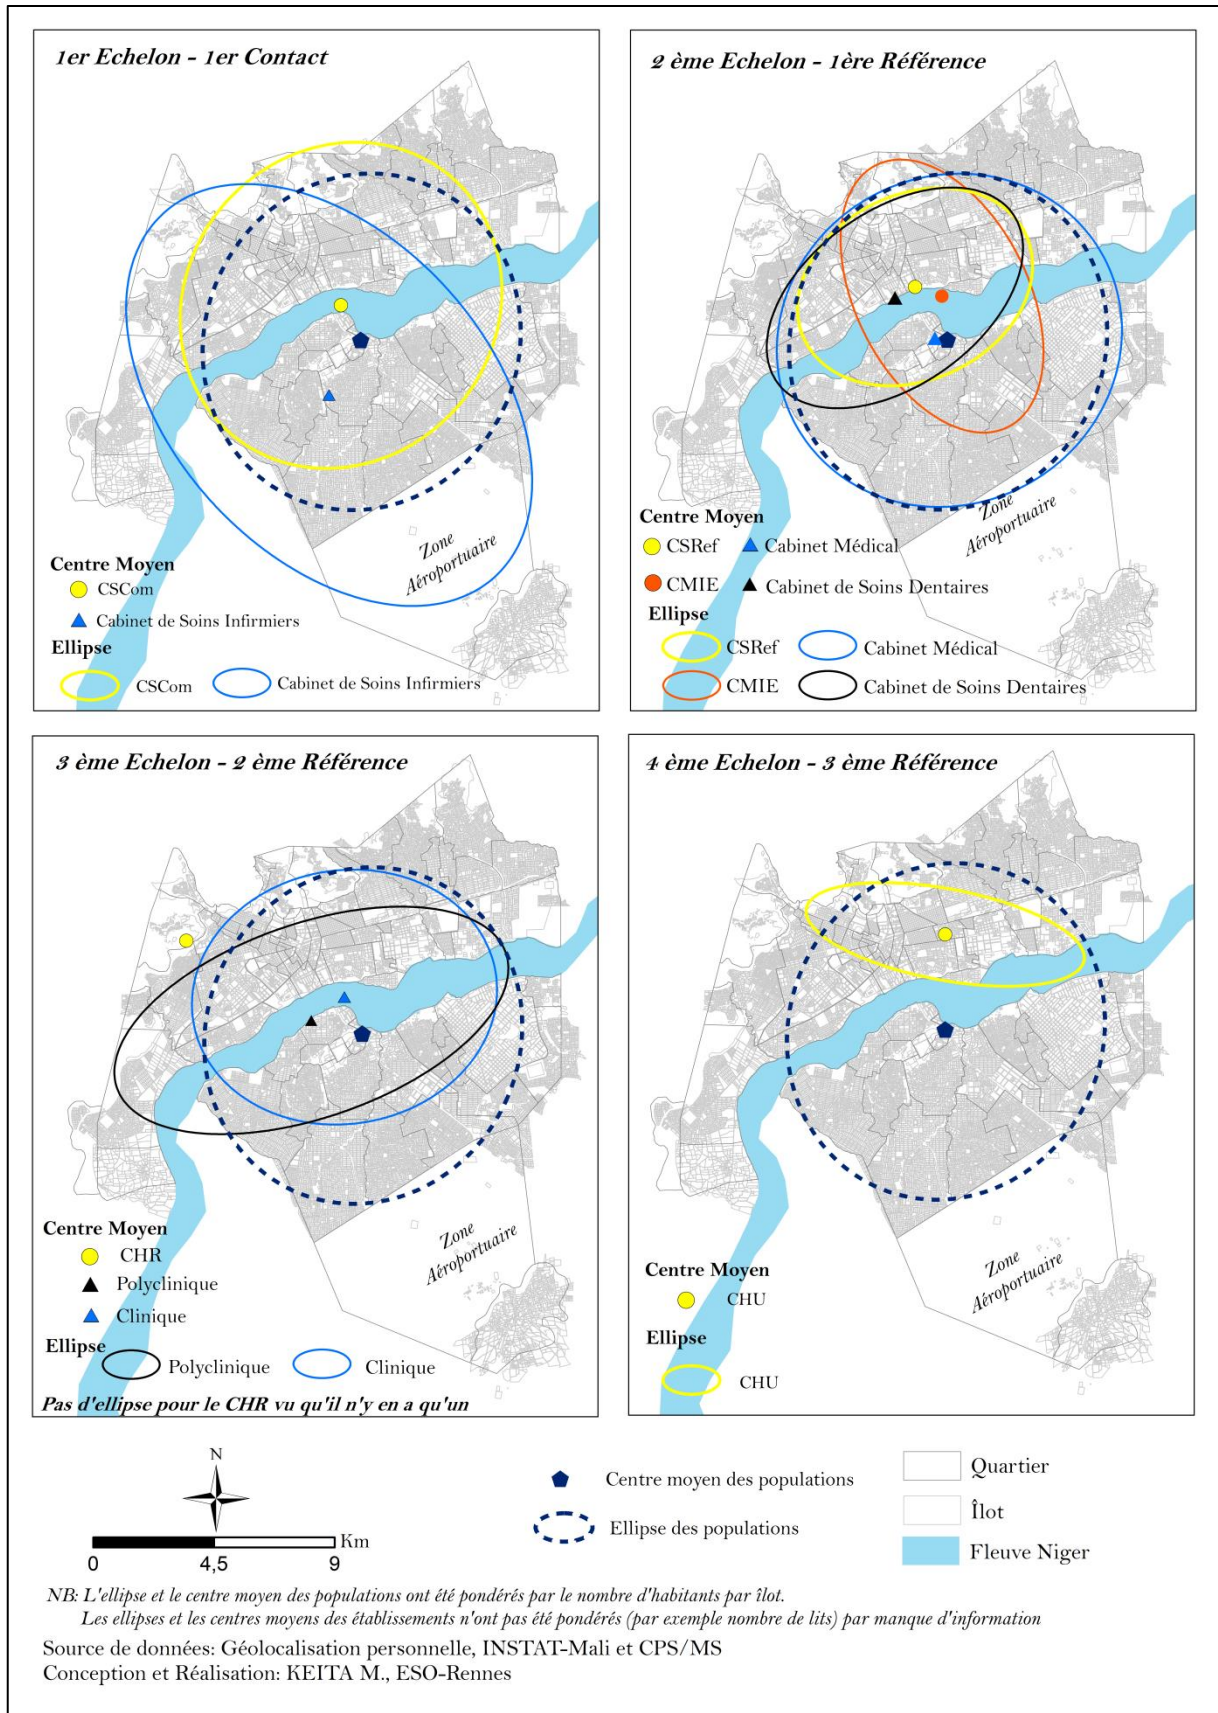 1er Echelon - 1er Contact
Zone
Aéroportuaire
Centre Moyen
CSCom
Cabinet de Soins Infirmiers
Ellipse
CSCom
Cabinet de Soins Infirmiers
2 ème Echelon - 1ère Référence
Zone
Aéroportuaire
Centre Moyen
CSRef
Cabinet Médical
CMIE
Cabinet de Soins Dentaires
Ellipse
CSRef
Cabinet Médical
CMIE
Cabinet de Soins Dentaires
3 ème Echelon - 2 ème Référence
Zone
Aéroportuaire
Centre Moyen
CHR
Polyclinique
Clinique
Ellipse
Polyclinique
Clinique
Pas d'ellipse pour le CHR vu qu'il n'y en a qu'un
4 ème Echelon - 3 ème Référence
Zone
Aéroportuaire
Centre Moyen
CHU
Ellipse
CHU
N
Km
0 4,5 9
Centre moyen des populations
Ellipse des populations
Quartier
Îlot
Fleuve Niger
NB: L'ellipse et le centre moyen des populations ont été pondérés par le nombre d'habitants par îlot.
Les ellipses et les centres moyens des établissements n'ont pas été pondérés (par exemple nombre de lits) par manque d'information
Source de données: Géolocalisation personnelle, INSTAT-Mali et CPS/MS
Conception et Réalisation: KEITA M., ESO-Rennes